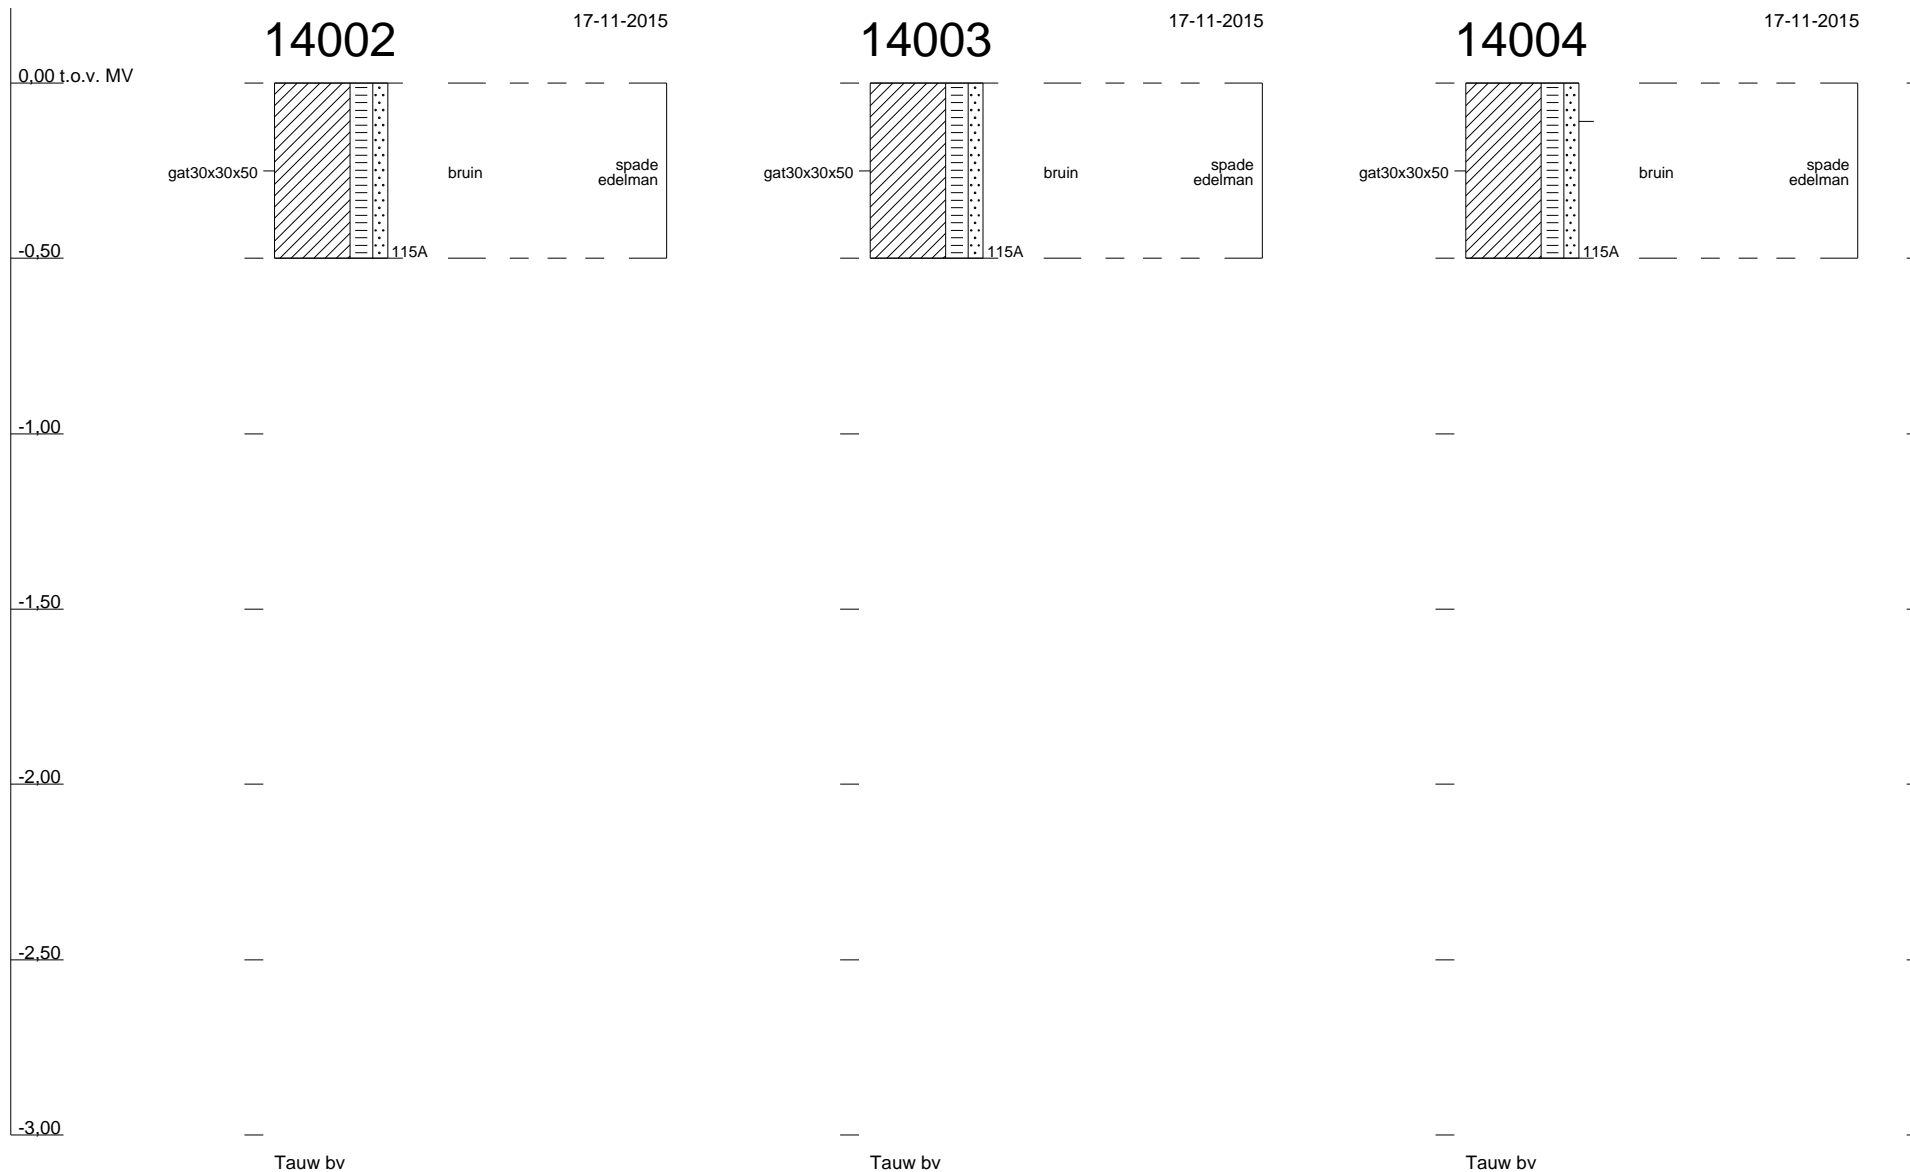 14002
17-11-2015
14003
17-11-2015
14004
17-11-2015
0,00 t.o.v. MV
gat30x30x50
bruin
spade
edelman
115A
gat30x30x50
bruin
spade
edelman
115A
gat30x30x50
bruin
spade
edelman
115A
-0,50
-1,00
-1,50
-2,00
-2,50
-3,00
Tauw bv
Tauw bv
Tauw bv